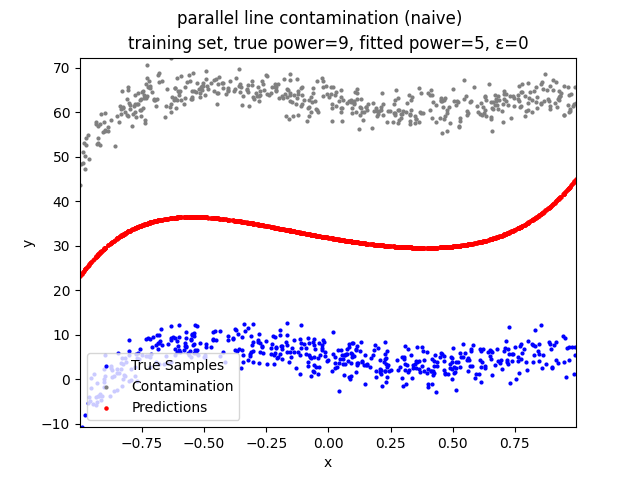 parallel line contamination (naive)
training set, true power=9, fitted power=5, ε=0
70
60
50
40
30
20
10
0
−10
y
True Samples
Contamination
Predictions
−0.75
−0.50
−0.25
0.00
0.25
0.50
0.75
x